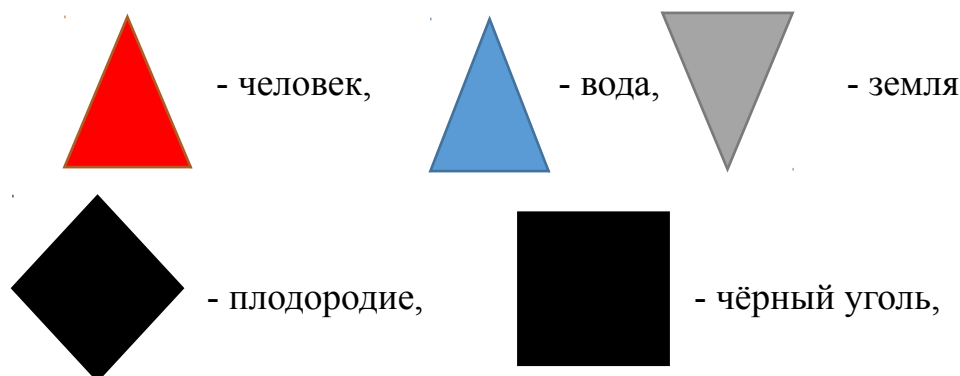 - человек, - вода, - земля
- плодородие, - чёрный уголь,